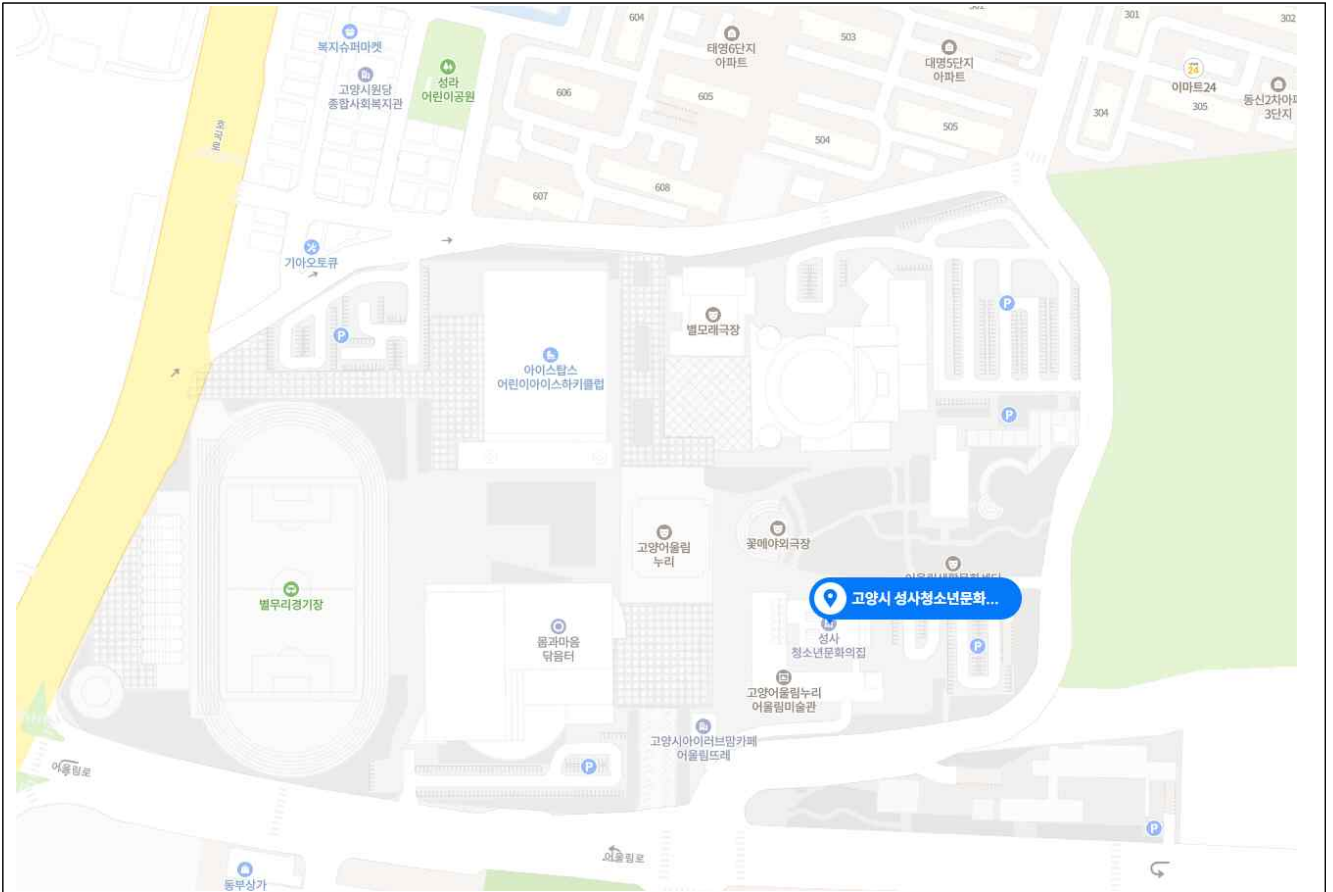 604
301
302
복지슈퍼마켓
태영6단지
아파트
503
대명5단지
아파트
고양시원당
종합사회복지관
성라
어린이공원
24
이마트24
동신2차아파
3단지
606
605
304
305
504
505
607
608
기아오토큐
P
별모래극장
P
아이스탑스
어린이아이스하키클럽
P
고양어울림
누리
꽃메야외극장
별무리경기장
고양시 성사청소년문화...
몸과마음
닦음터
성사
청소년문화의집
P
고양어울림누리
어울림미술관
고양시아이러브맘카페
어울림뜨레
어울림로
P
P
어울림로
동부상가